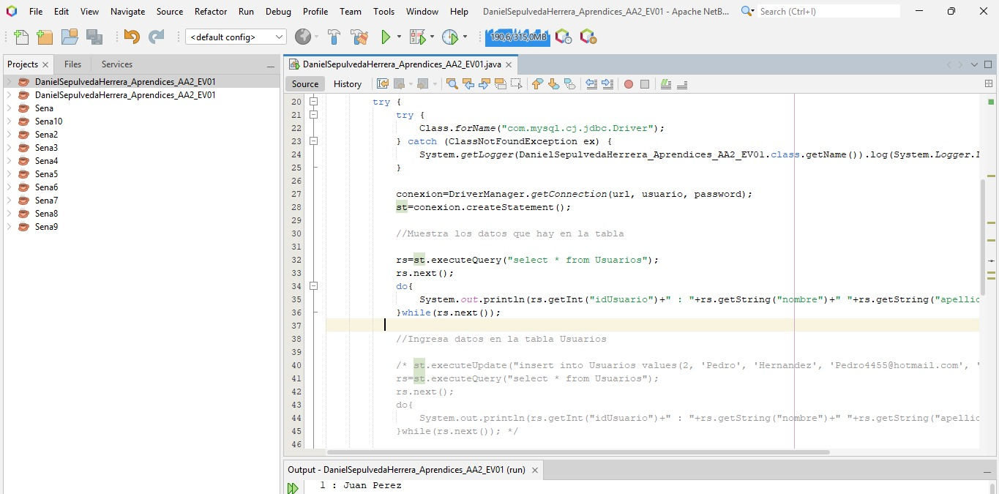 File Edit View Navigate Source Refactor Run Debug Profile Team Tools Window Help DanielSepulvedaHerrera_Aprendices_AA2_EV01 - Apache NetB... Search (Ctrl+I)
<default config> 190,6/315,0MB
Projects Files Services
DanielSepulvedaHerrera_Aprendices_AA2_EV01
DanielSepulvedaHerrera_Aprendices_AA2_EV01
Sena
Sena10
Sena2
Sena3
Sena4
Sena5
Sena6
Sena7
Sena8
Sena9
DanielSepulvedaHerrera_Aprendices_AA2_EV01.java
Source History
20 try {
21 try {
22 Class.forName("com.mysql.cj.jdbc.Driver");
23 } catch (ClassNotFoundException ex) {
24 System.getLogger(DanielSepulvedaHerrera_Aprendices_AA2_EV01.class.getName()).log(System.Logger.
25 }
26
27 conexion=DriverManager.getConnection(url, usuario, password);
28 st=conexion.createStatement();
29
30 //Muestra los datos que hay en la tabla
31
32 rs=st.executeQuery("select * from Usuarios");
33 rs.next();
34 do{
35 System.out.println(rs.getInt("idUsuario")+" : "+rs.getString("nombre")+" "+rs.getString("apellic
36 }while(rs.next());
37
38 //Ingresa datos en la tabla Usuarios
39
40 /* st.executeUpdate("insert into Usuarios values(2, 'Pedro', 'Hernandez', 'Pedro4455@hotmail.com', '
41 rs=st.executeQuery("select * from Usuarios");
42 rs.next();
43 do{
44 System.out.println(rs.getInt("idUsuario")+" : "+rs.getString("nombre")+" "+rs.getString("apellic
45 }while(rs.next()); */
46
Output - DanielSepulvedaHerrera_Aprendices_AA2_EV01 (run)
1 : Juan Perez